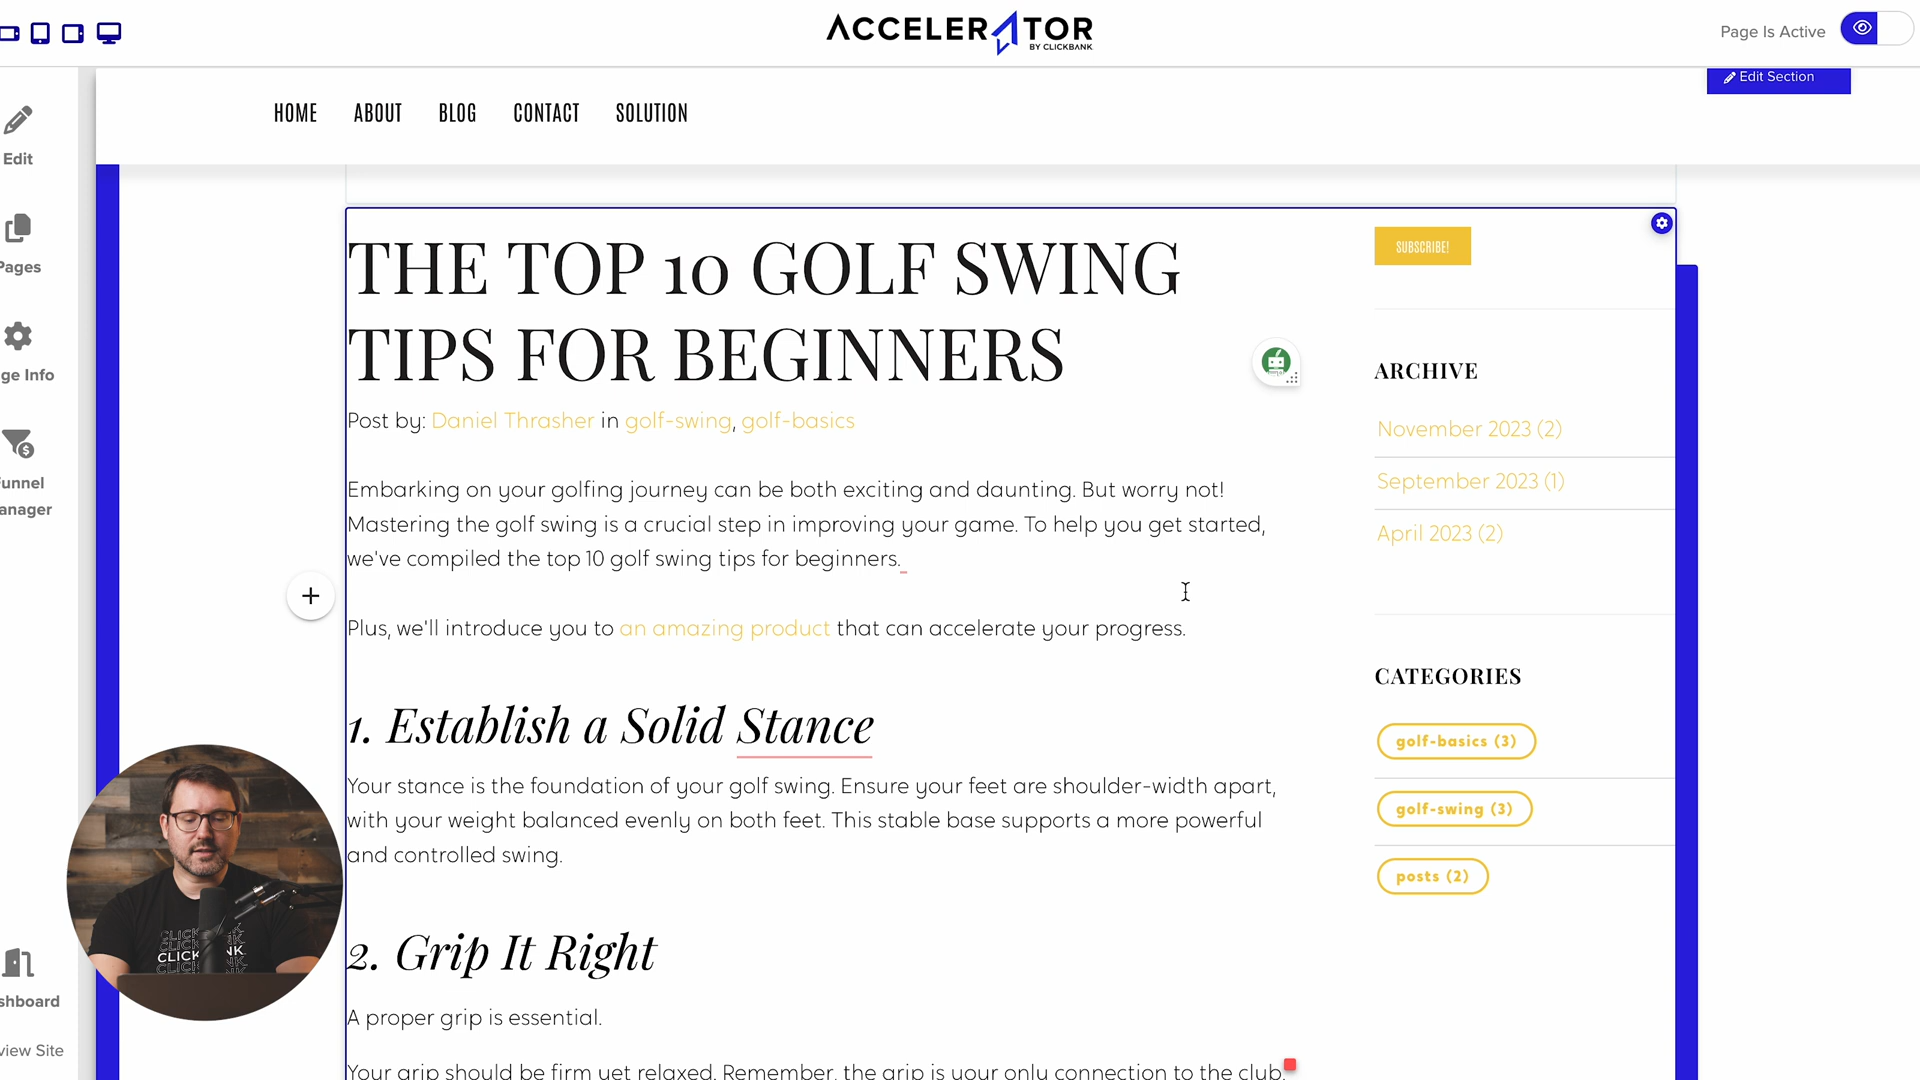 ACCELERATOR
BY CLICKBANK
Page Is Active
Edit Section
HOME ABOUT BLOG CONTACT SOLUTION
Edit
Pages
ge Info
unnel
anager
shboard
view Site
THE TOP 10 GOLF SWING
TIPS FOR BEGINNERS
Post by: Daniel Thrasher in golf-swing, golf-basics
Embarking on your golfing journey can be both exciting and daunting. But worry not!
Mastering the golf swing is a crucial step in improving your game. To help you get started,
we've compiled the top 10 golf swing tips for beginners.
Plus, we'll introduce you to an amazing product that can accelerate your progress.
1. Establish a Solid Stance
Your stance is the foundation of your golf swing. Ensure your feet are shoulder-width apart,
with your weight balanced evenly on both feet. This stable base supports a more powerful
and controlled swing.
2. Grip It Right
A proper grip is essential.
Your grip should be firm yet relaxed. Remember, the grip is your only connection to the club.
SUBSCRIBE!
ARCHIVE
November 2023 (2)
September 2023 (1)
April 2023 (2)
CATEGORIES
golf-basics (3)
golf-swing (3)
posts (2)